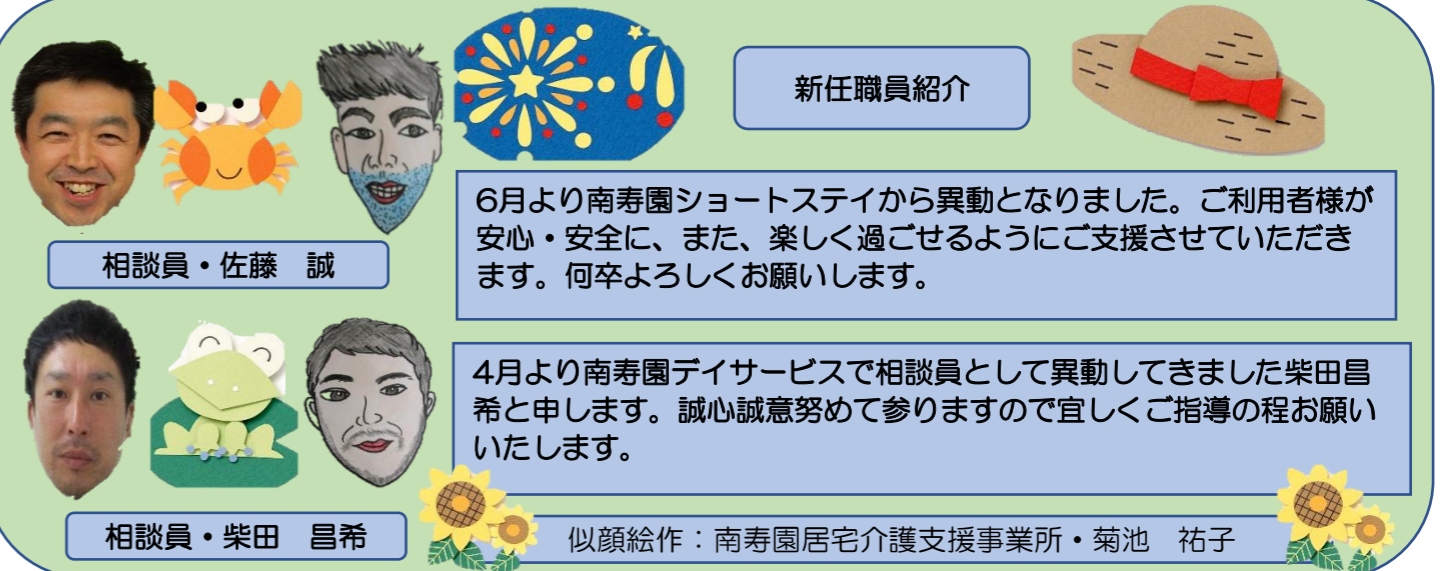 新任職員紹介
相談員・佐藤　誠
6月より南寿園ショートステイから異動となりました。ご利用者様が
安心・安全に、また、楽しく過ごせるようにご支援させていただき
ます。何卒よろしくお願いします。
相談員・柴田　昌希
4月より南寿園デイサービスで相談員として異動してきました柴田昌
希と申します。誠心誠意努めて参りますので宜しくご指導の程お願い
いたします。
似顔絵作：南寿園居宅介護支援事業所・菊池　祐子